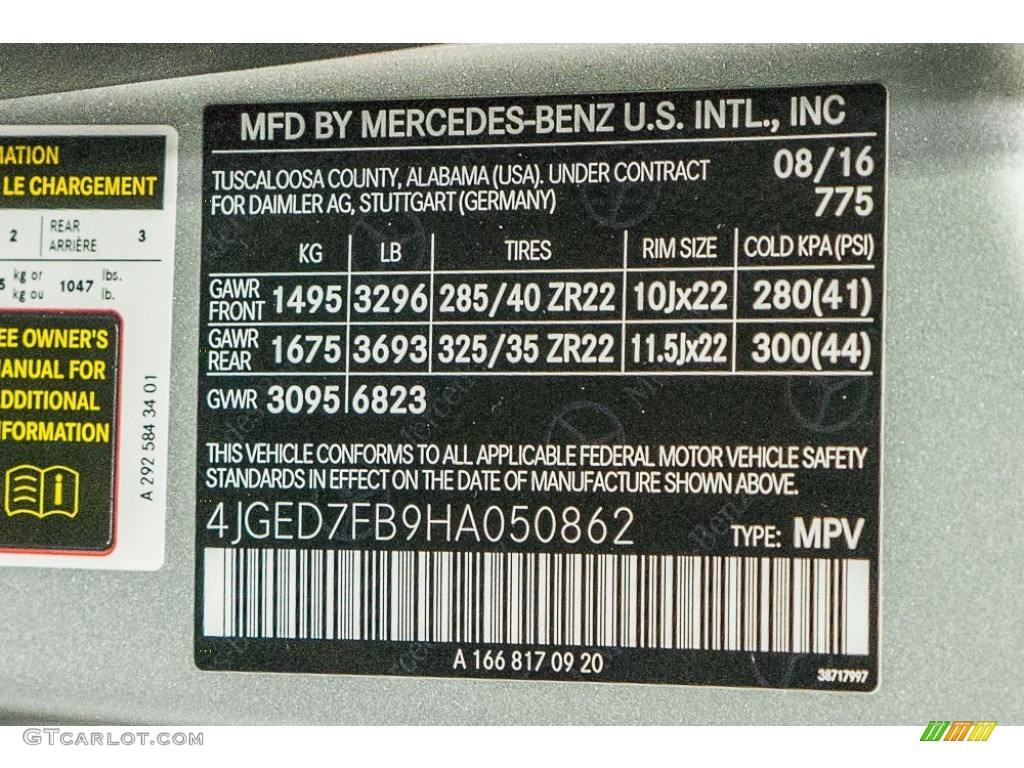 MATION
LE CHARGEMENT
2 REAR ARRIÈRE 3
kg or kg ou 1047 lbs. lb.
EE OWNER'S
ANUAL FOR
DDITIONAL
FORMATION
A 292 584 34 01
MFD BY MERCEDES-BENZ U.S. INTL., INC
TUSCALOOSA COUNTY, ALABAMA (USA). UNDER CONTRACT 08/16
FOR DAIMLER AG, STUTTGART (GERMANY) 775
KG LB TIRES RIM SIZE COLD KPA (PSI)
GAWR FRONT 1495 3296 285/40 ZR22 10Jx22 280(41)
GAWR REAR 1675 3693 325/35 ZR22 11.5Jx22 300(44)
GVWR 3095 6823
THIS VEHICLE CONFORMS TO ALL APPLICABLE FEDERAL MOTOR VEHICLE SAFETY
STANDARDS IN EFFECT ON THE DATE OF MANUFACTURE SHOWN ABOVE.
4JGED7FB9HA050862 TYPE: MPV
A 166 817 09 20
38717997
GTCARLOT.COM